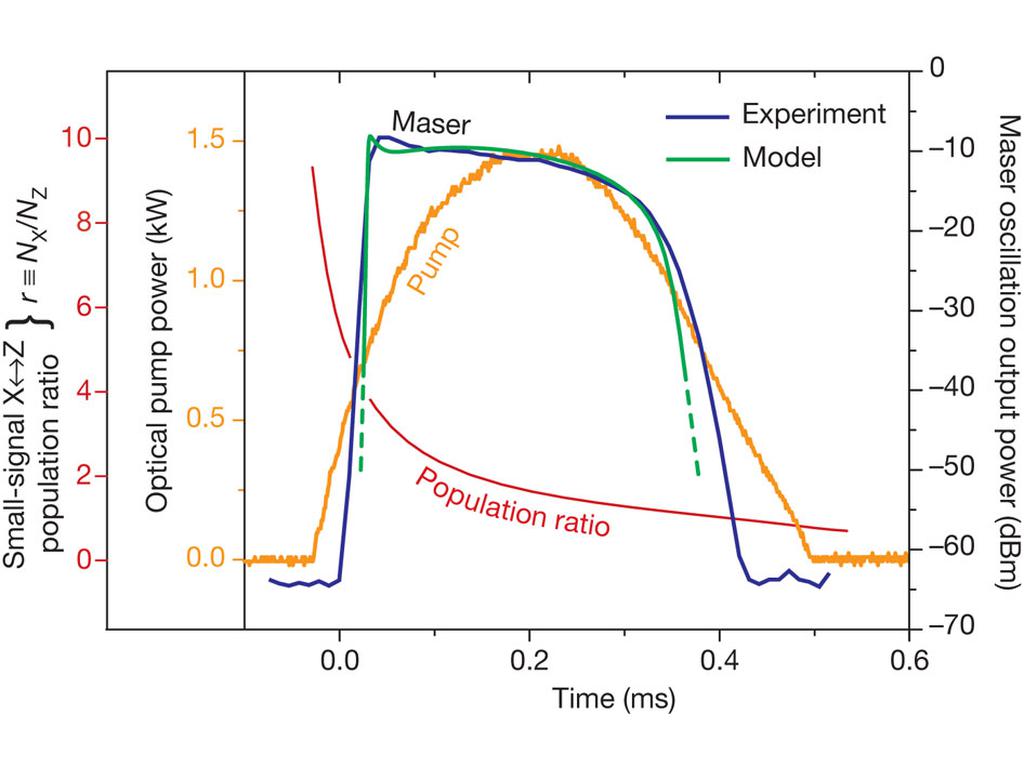 Small-signal X↔Z
population ratio
} r ≡ N_X/N_Z
10
8
6
4
2
0
Optical pump power (kW)
1.5
1.0
0.5
0.0
Maser
Pump
Population ratio
Experiment
Model
0
−10
−20
−30
−40
−50
−60
−70
Maser oscillation output power (dBm)
0.0
0.2
0.4
0.6
Time (ms)